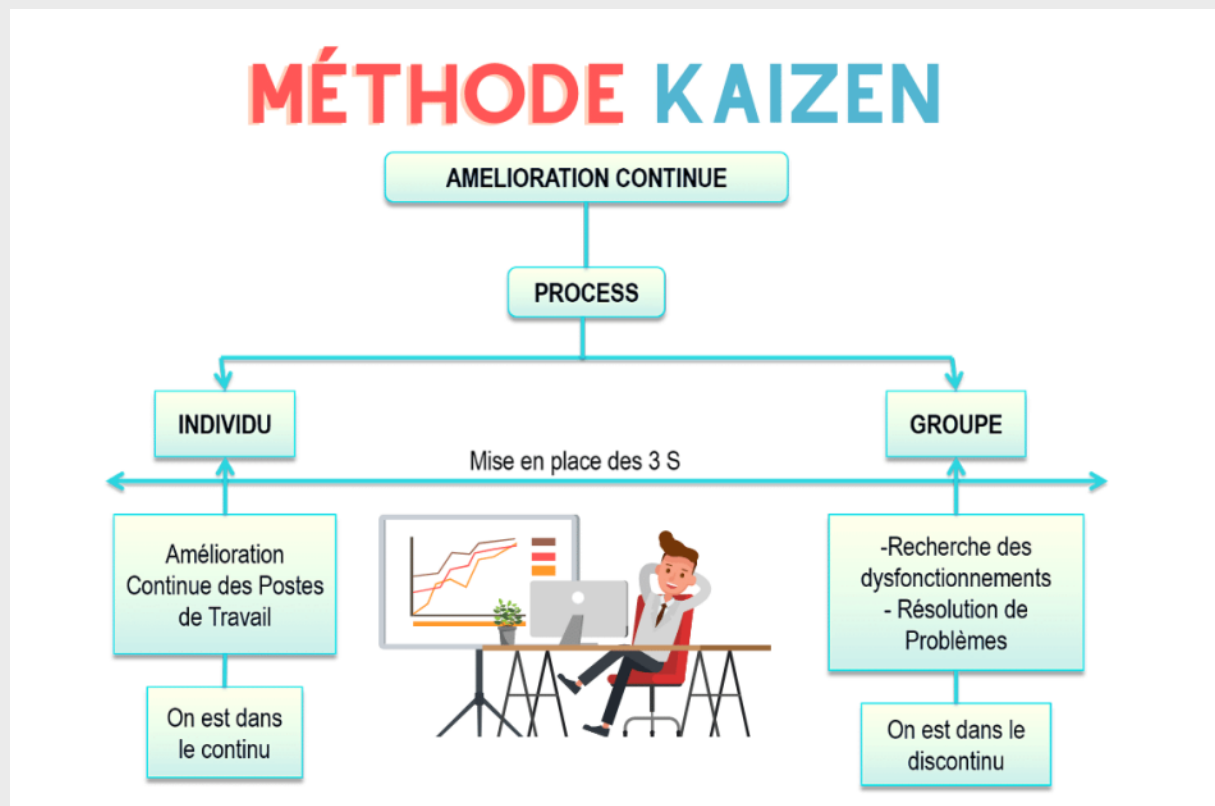 MÉTHODE KAIZEN
AMELIORATION CONTINUE
PROCESS
INDIVIDU
GROUPE
Mise en place des 3 S
Amélioration
Continue des Postes
de Travail
-Recherche des
dysfonctionnements
- Résolution de
Problèmes
On est dans
le continu
On est dans le
discontinu